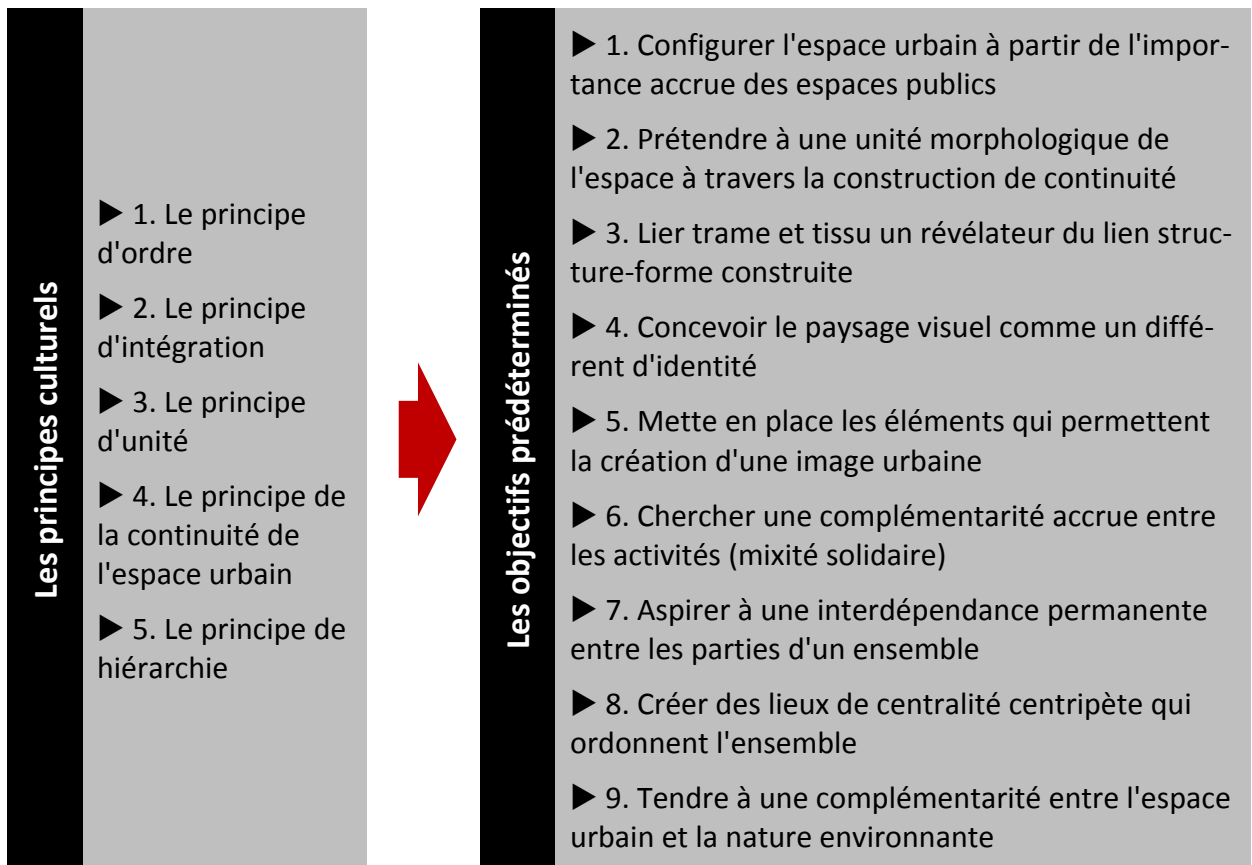 Les principes culturels
▶ 1. Le principe
d'ordre
▶ 2. Le principe
d'intégration
▶ 3. Le principe
d'unité
▶ 4. Le principe de
la continuité de
l'espace urbain
▶ 5. Le principe de
hiérarchie
Les objectifs prédéterminés
▶ 1. Configurer l'espace urbain à partir de l'impor-
tance accrue des espaces publics
▶ 2. Prétendre à une unité morphologique de
l'espace à travers la construction de continuité
▶ 3. Lier trame et tissu un révélateur du lien struc-
ture-forme construite
▶ 4. Concevoir le paysage visuel comme un diffé-
rent d'identité
▶ 5. Mette en place les éléments qui permettent
la création d'une image urbaine
▶ 6. Chercher une complémentarité accrue entre
les activités (mixité solidaire)
▶ 7. Aspirer à une interdépendance permanente
entre les parties d'un ensemble
▶ 8. Créer des lieux de centralité centripète qui
ordonnent l'ensemble
▶ 9. Tendre à une complémentarité entre l'espace
urbain et la nature environnante